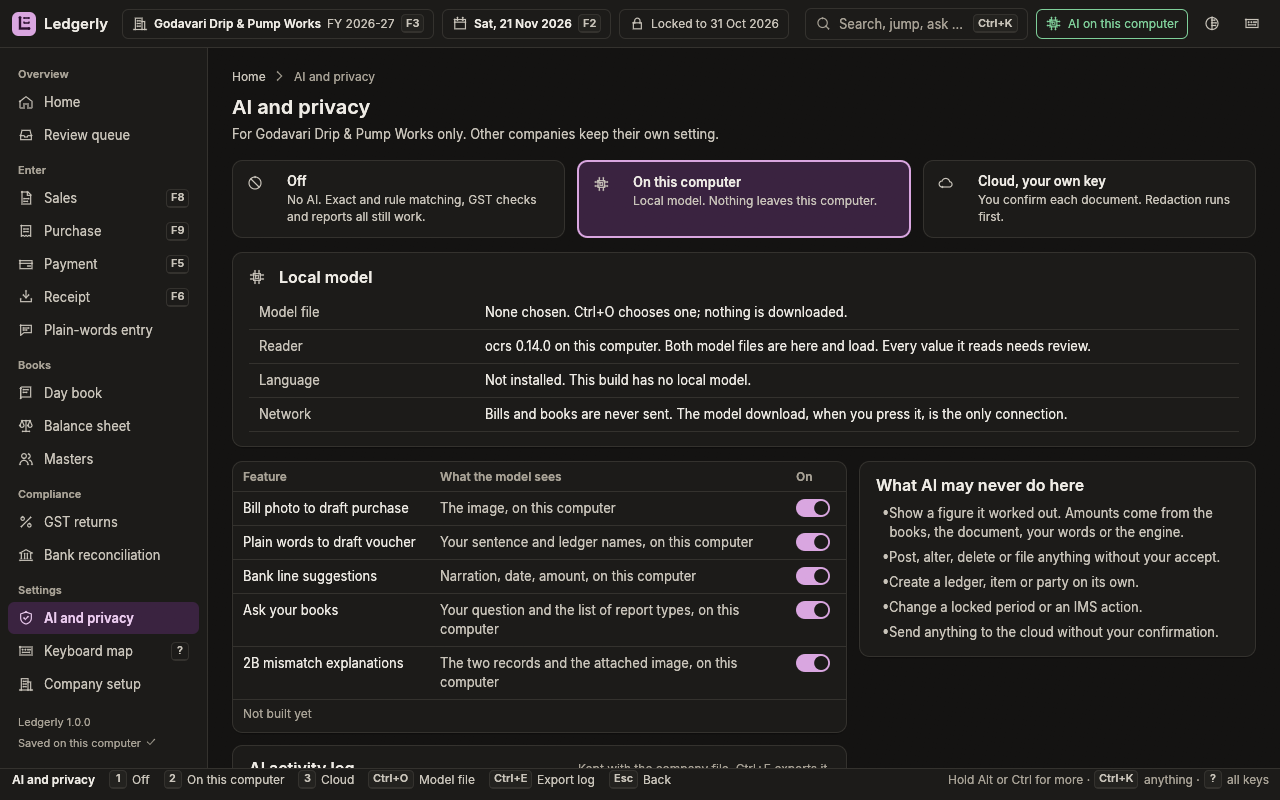 Ledgerly
Godavari Drip & Pump Works FY 2026-27 F3
Sat, 21 Nov 2026 F2
Locked to 31 Oct 2026
Search, jump, ask ... Ctrl+K
AI on this computer
Overview
Home
Review queue
Enter
Sales F8
Purchase F9
Payment F5
Receipt F6
Plain-words entry
Books
Day book
Balance sheet
Masters
Compliance
GST returns
Bank reconciliation
Settings
AI and privacy
Keyboard map ?
Company setup
Ledgerly 1.0.0
Saved on this computer
Home > AI and privacy
AI and privacy
For Godavari Drip & Pump Works only. Other companies keep their own setting.
Off
No AI. Exact and rule matching, GST checks
and reports all still work.
On this computer
Local model. Nothing leaves this computer.
Cloud, your own key
You confirm each document. Redaction runs
first.
Local model
Model file None chosen. Ctrl+O chooses one; nothing is downloaded.
Reader ocrs 0.14.0 on this computer. Both model files are here and load. Every value it reads needs review.
Language Not installed. This build has no local model.
Network Bills and books are never sent. The model download, when you press it, is the only connection.
Feature What the model sees On
Bill photo to draft purchase The image, on this computer
Plain words to draft voucher Your sentence and ledger names, on this computer
Bank line suggestions Narration, date, amount, on this computer
Ask your books Your question and the list of report types, on this
computer
2B mismatch explanations The two records and the attached image, on this
computer
Not built yet
What AI may never do here
•Show a figure it worked out. Amounts come from the
books, the document, your words or the engine.
•Post, alter, delete or file anything without your accept.
•Create a ledger, item or party on its own.
•Change a locked period or an IMS action.
•Send anything to the cloud without your confirmation.
AI activity log Kept with the company file. Ctrl+E exports it.
AI and privacy 1 Off 2 On this computer 3 Cloud Ctrl+O Model file Ctrl+E Export log Esc Back
Hold Alt or Ctrl for more · Ctrl+K anything · ? all keys